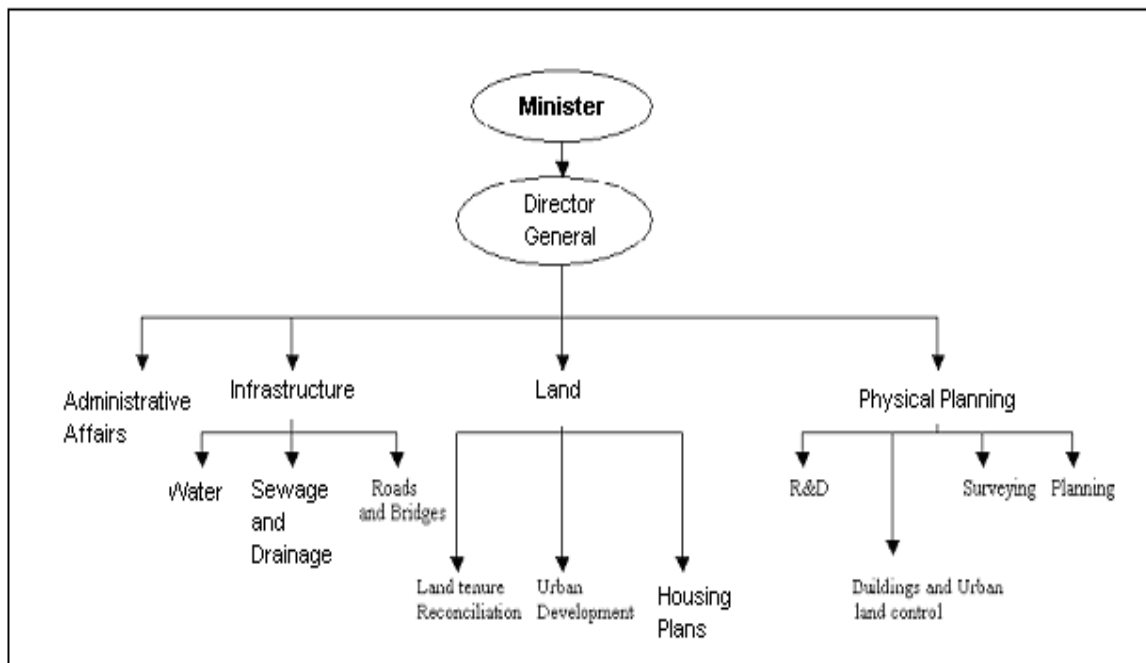 Minister
Director
General
Administrative
Affairs
Infrastructure
Land
Physical Planning
Water
Sewage
and
Drainage
Roads
and Bridges
R&D
Surveying
Planning
Land tenure
Reconciliation
Urban
Development
Housing
Plans
Buildings and Urban
land control